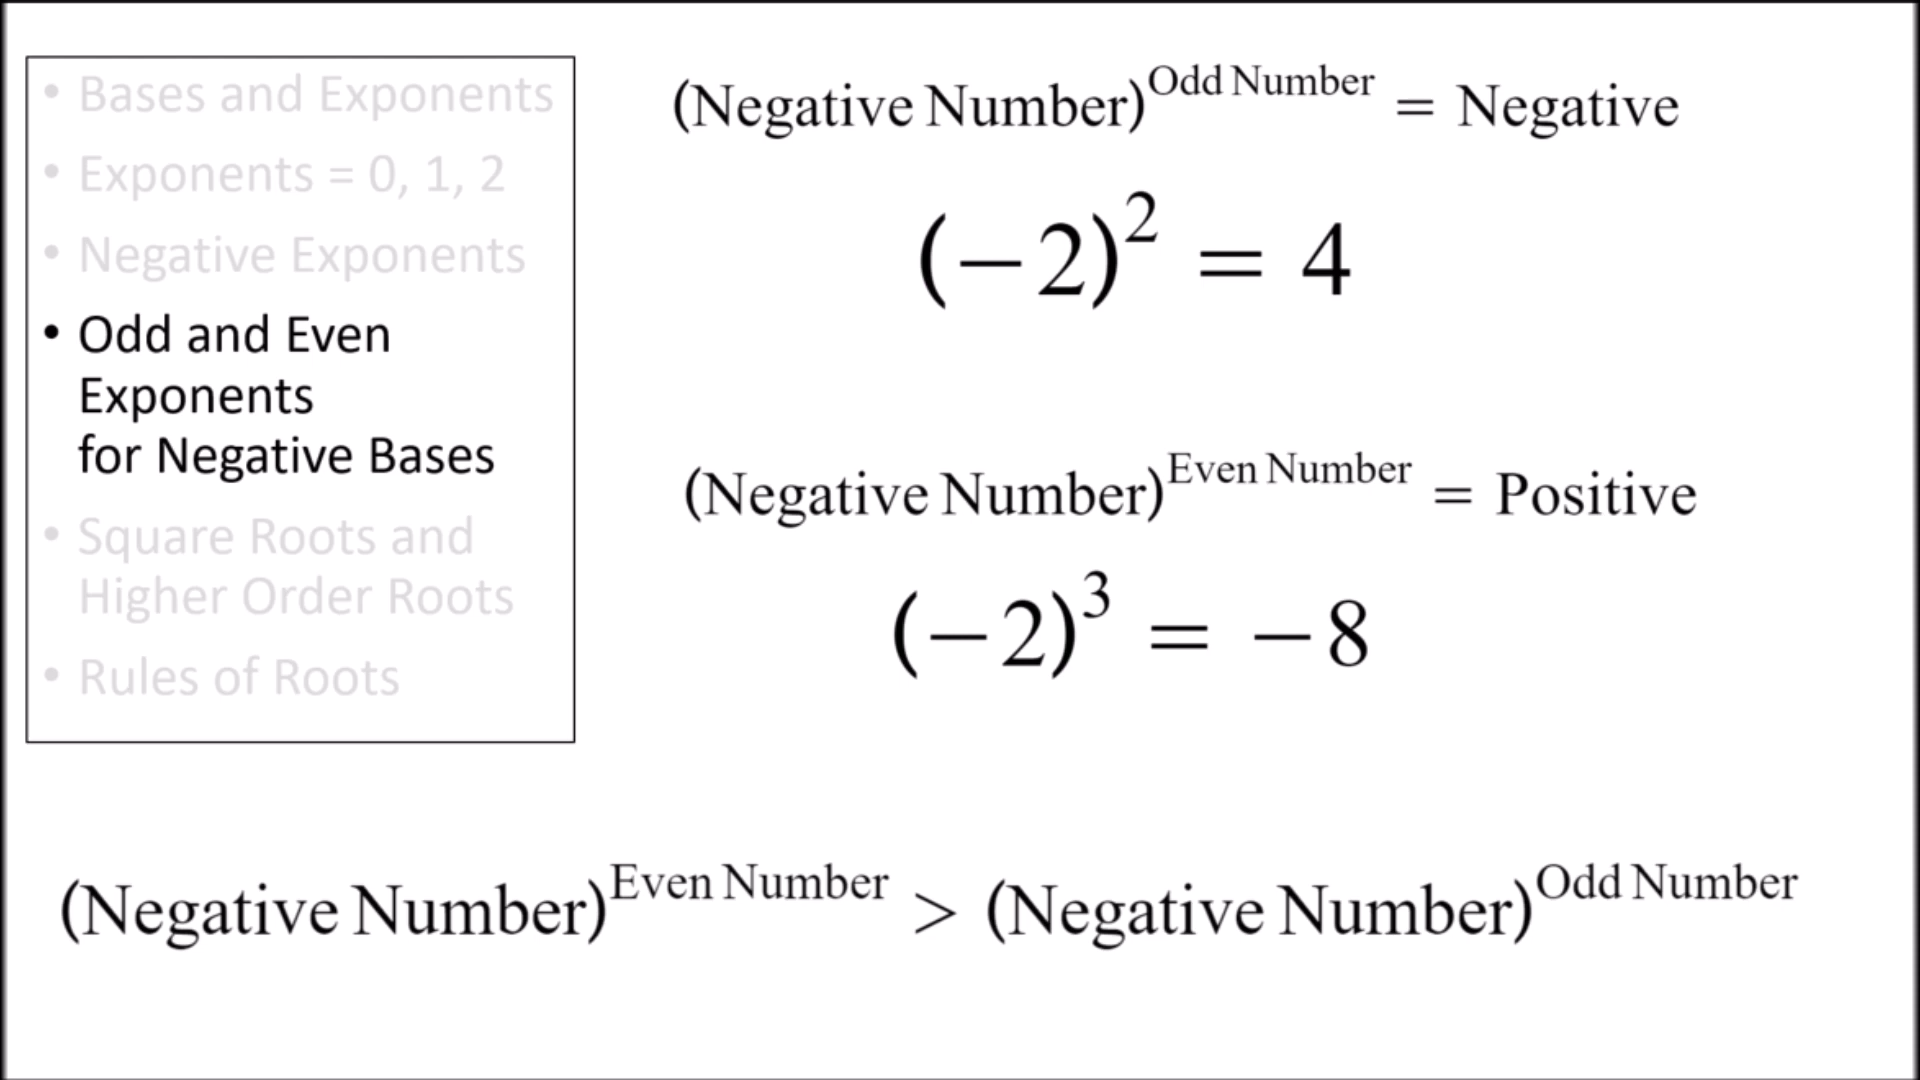 • Bases and Exponents
• Exponents = 0, 1, 2
• Negative Exponents
• Odd and Even
Exponents
for Negative Bases
• Square Roots and
Higher Order Roots
• Rules of Roots
(Negative Number)^Odd Number = Negative
(−2)^2 = 4
(Negative Number)^Even Number = Positive
(−2)^3 = −8
(Negative Number)^Even Number > (Negative Number)^Odd Number